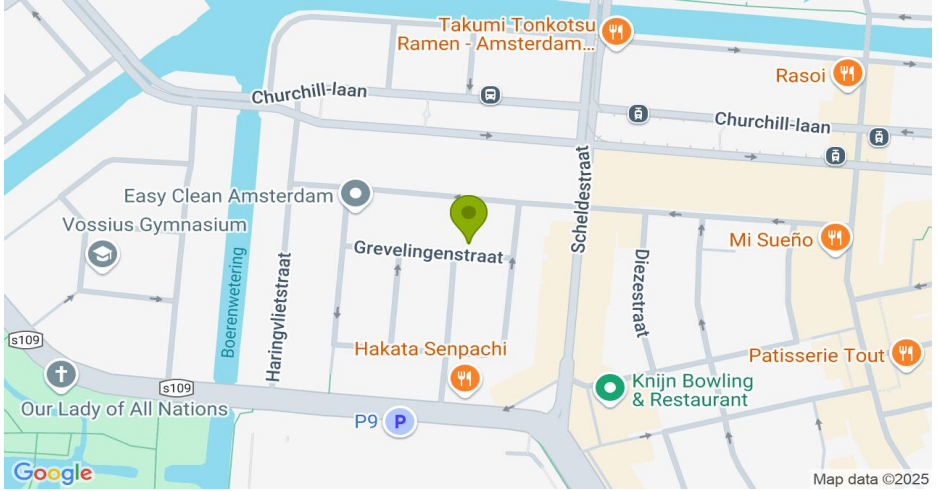 Takumi Tonkotsu
Ramen - Amsterdam...
Rasoi
Churchill-laan
Churchill-laan
Easy Clean Amsterdam
Vossius Gymnasium
Grevelingenstraat
Scheldestraat
Mi Sueño
Boerenwetering
Haringvlietstraat
Diezestraat
s109
Hakata Senpachi
Patisserie Tout
s109
Our Lady of All Nations
Knijn Bowling
& Restaurant
P9
P
Google
Map data ©2025